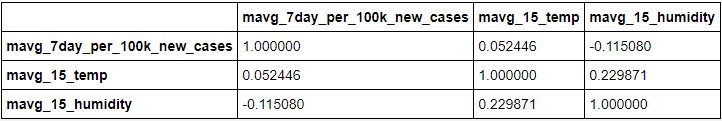 mavg_7day_per_100k_new_cases mavg_15_temp mavg_15_humidity
mavg_7day_per_100k_new_cases 1.000000 0.052446 -0.115080
mavg_15_temp 0.052446 1.000000 0.229871
mavg_15_humidity -0.115080 0.229871 1.000000